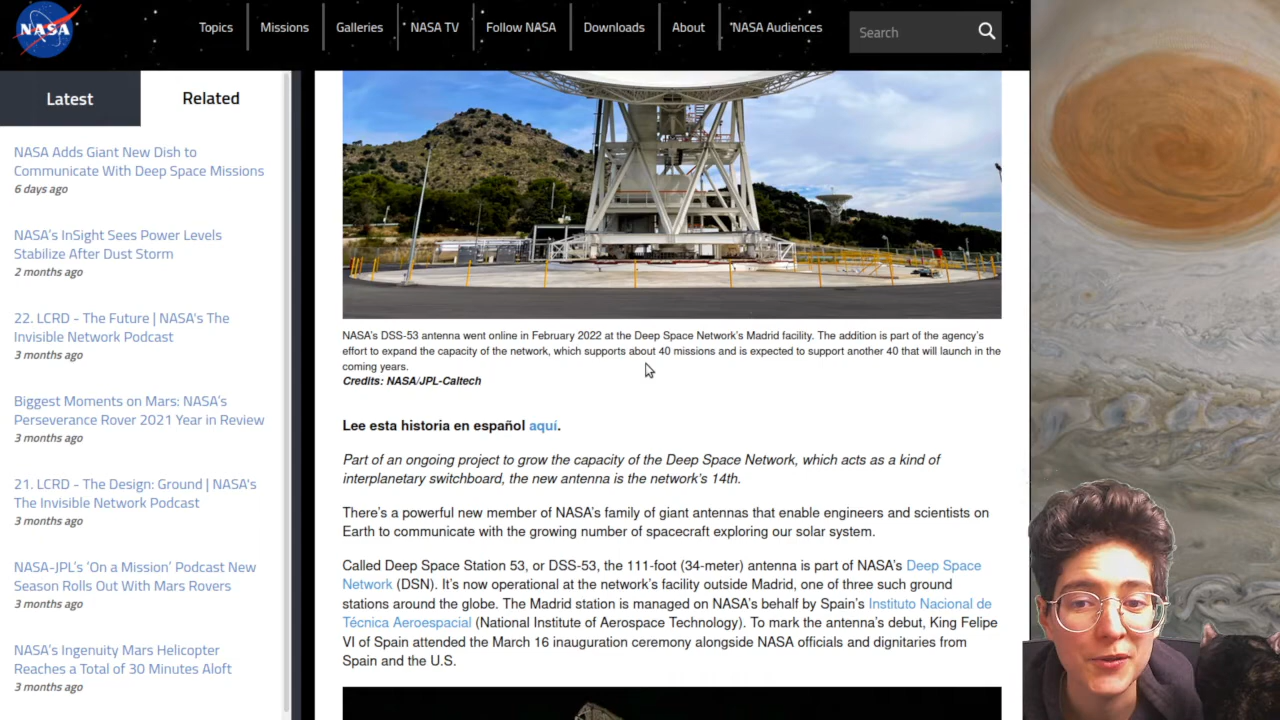 NASA
Topics
Missions
Galleries
NASA TV
Follow NASA
Downloads
About
NASA Audiences
Search
Latest
Related
NASA Adds Giant New Dish to
Communicate With Deep Space Missions
6 days ago
NASA's InSight Sees Power Levels
Stabilize After Dust Storm
2 months ago
22. LCRD - The Future | NASA's The
Invisible Network Podcast
3 months ago
Biggest Moments on Mars: NASA's
Perseverance Rover 2021 Year in Review
3 months ago
21. LCRD - The Design: Ground | NASA's
The Invisible Network Podcast
3 months ago
NASA-JPL's ‘On a Mission’ Podcast New
Season Rolls Out With Mars Rovers
3 months ago
NASA's Ingenuity Mars Helicopter
Reaches a Total of 30 Minutes Aloft
3 months ago
NASA's DSS-53 antenna went online in February 2022 at the Deep Space Network's Madrid facility. The addition is part of the agency's
effort to expand the capacity of the network, which supports about 40 missions and is expected to support another 40 that will launch in the
coming years.
Credits: NASA/JPL-Caltech
Lee esta historia en español aquí.
Part of an ongoing project to grow the capacity of the Deep Space Network, which acts as a kind of
interplanetary switchboard, the new antenna is the network's 14th.
There's a powerful new member of NASA's family of giant antennas that enable engineers and scientists on
Earth to communicate with the growing number of spacecraft exploring our solar system.
Called Deep Space Station 53, or DSS-53, the 111-foot (34-meter) antenna is part of NASA's Deep Space
Network (DSN). It's now operational at the network's facility outside Madrid, one of three such ground
stations around the globe. The Madrid station is managed on NASA's behalf by Spain's Instituto Nacional de
Técnica Aeroespacial (National Institute of Aerospace Technology). To mark the antenna's debut, King Felipe
VI of Spain attended the March 16 inauguration ceremony alongside NASA officials and dignitaries from
Spain and the U.S.